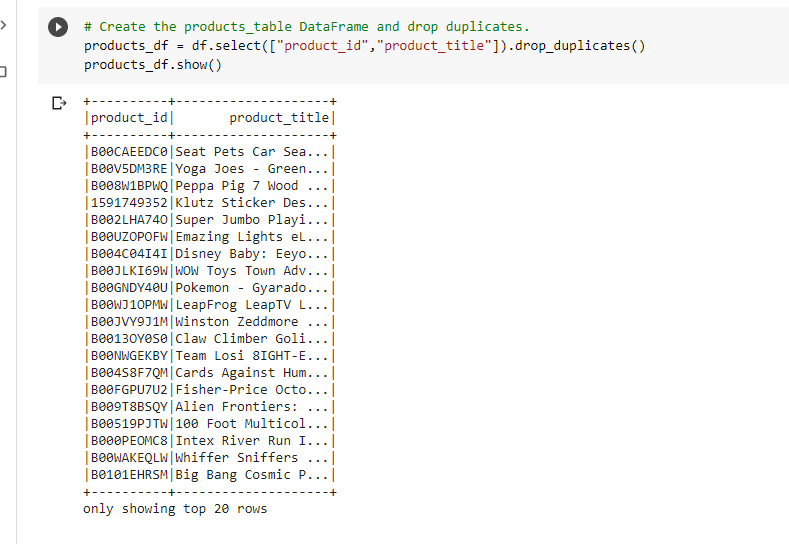 # Create the products_table DataFrame and drop duplicates.
products_df = df.select(["product_id","product_title"]).drop_duplicates()
products_df.show()
+----------+--------------------+
|product_id|       product_title|
+----------+--------------------+
|B00CAEEDC0|Seat Pets Car Sea...|
|B00V5DM3RE|Yoga Joes - Green...|
|B008W1BPWQ|Peppa Pig 7 Wood ...|
|1591749352|Klutz Sticker Des...|
|B002LHA74O|Super Jumbo Playi...|
|B00UZOPOFW|Emazing Lights eL...|
|B004C04I4I|Disney Baby: Eeyo...|
|B00JLKI69W|WOW Toys Town Adv...|
|B00GNDY40U|Pokemon - Gyarado...|
|B00WJ1OPMW|LeapFrog LeapTV L...|
|B00JVY9J1M|Winston Zeddmore ...|
|B0013OY0S0|Claw Climber Goli...|
|B00NWGEKBY|Team Losi 8IGHT-E...|
|B004S8F7QM|Cards Against Hum...|
|B00FGPU7U2|Fisher-Price Octo...|
|B009T8BSQY|Alien Frontiers: ...|
|B00519PJTW|100 Foot Multicol...|
|B000PEOMC8|Intex River Run I...|
|B00WAKEQLW|Whiffer Sniffers ...|
|B0101EHRSM|Big Bang Cosmic P...|
+----------+--------------------+
only showing top 20 rows